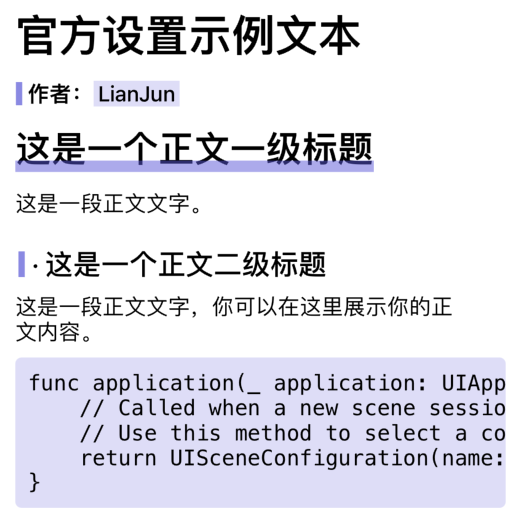 官方设置示例文本
作者： LianJun
这是一个正文一级标题
这是一段正文文字。
· 这是一个正文二级标题
这是一段正文文字，你可以在这里展示你的正
文内容。
func application(_ application: UIApp
    // Called when a new scene sessio
    // Use this method to select a co
    return UISceneConfiguration(name:
}